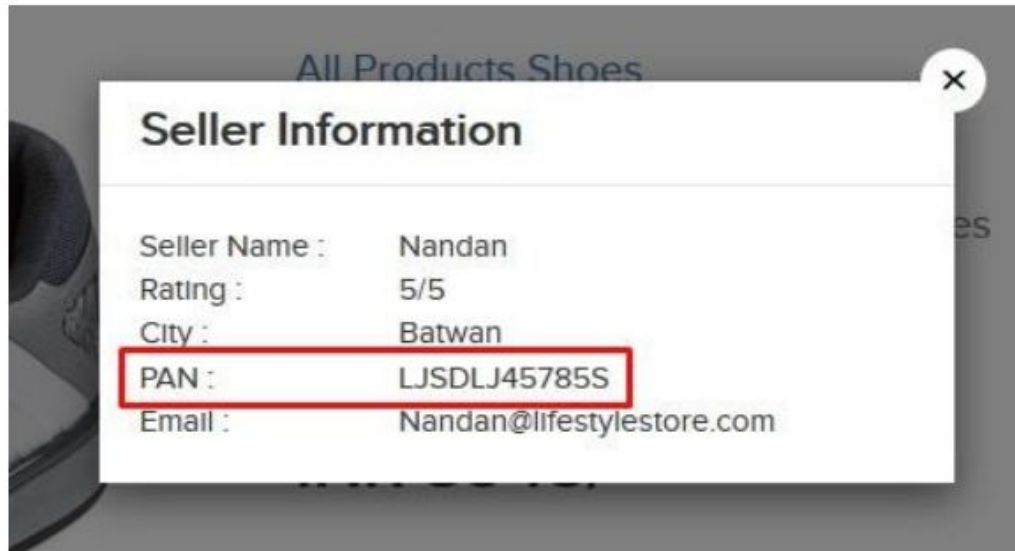 All Products Shoes
×
Seller Information
es
Seller Name : Nandan
Rating : 5/5
City : Batwan
PAN : LJSDLJ45785S
Email : Nandan@lifestylestore.com